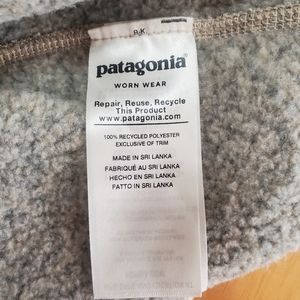 patagonia®
WORN WEAR
Repair, Reuse, Recycle
This Product
www.patagonia.com
100% RECYCLED POLYESTER
EXCLUSIVE OF TRIM
MADE IN SRI LANKA
FABRIQUÉ AU SRI LANKA
HECHO EN SRI LANKA
FATTO IN SRI LANKA